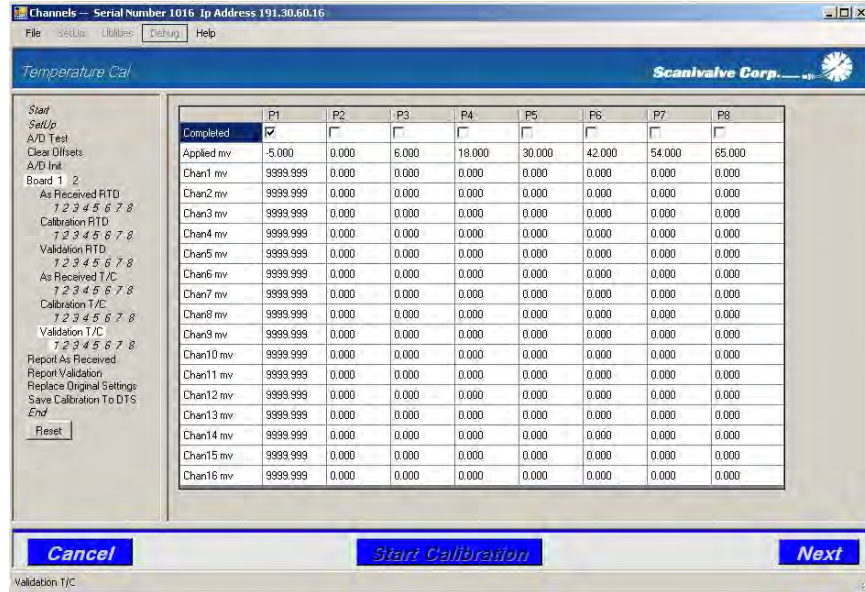 Channels -- Serial Number 1016 Ip Address 191.30.60.16
File SetUp Utilities Debug Help
Temperature Cal
Scanivalve Corp.
Start
SetUp
A/D Test
Clear Offsets
A/D Init
Board 1 2
As Received RTD
1 2 3 4 5 6 7 8
Calibration RTD
1 2 3 4 5 6 7 8
Validation RTD
1 2 3 4 5 6 7 8
As Received T/C
1 2 3 4 5 6 7 8
Calibration T/C
1 2 3 4 5 6 7 8
Validation T/C
1 2 3 4 5 6 7 8
Report As Received
Report Validation
Replace Original Settings
Save Calibration To DTS
End
Reset
P1 P2 P3 P4 P5 P6 P7 P8
Completed
Applied mv -5.000 0.000 6.000 18.000 30.000 42.000 54.000 65.000
Chan1 mv 9999.999 0.000 0.000 0.000 0.000 0.000 0.000 0.000
Chan2 mv 9999.999 0.000 0.000 0.000 0.000 0.000 0.000 0.000
Chan3 mv 9999.999 0.000 0.000 0.000 0.000 0.000 0.000 0.000
Chan4 mv 9999.999 0.000 0.000 0.000 0.000 0.000 0.000 0.000
Chan5 mv 9999.999 0.000 0.000 0.000 0.000 0.000 0.000 0.000
Chan6 mv 9999.999 0.000 0.000 0.000 0.000 0.000 0.000 0.000
Chan7 mv 9999.999 0.000 0.000 0.000 0.000 0.000 0.000 0.000
Chan8 mv 9999.999 0.000 0.000 0.000 0.000 0.000 0.000 0.000
Chan9 mv 9999.999 0.000 0.000 0.000 0.000 0.000 0.000 0.000
Chan10 mv 9999.999 0.000 0.000 0.000 0.000 0.000 0.000 0.000
Chan11 mv 9999.999 0.000 0.000 0.000 0.000 0.000 0.000 0.000
Chan12 mv 9999.999 0.000 0.000 0.000 0.000 0.000 0.000 0.000
Chan13 mv 9999.999 0.000 0.000 0.000 0.000 0.000 0.000 0.000
Chan14 mv 9999.999 0.000 0.000 0.000 0.000 0.000 0.000 0.000
Chan15 mv 9999.999 0.000 0.000 0.000 0.000 0.000 0.000 0.000
Chan16 mv 9999.999 0.000 0.000 0.000 0.000 0.000 0.000 0.000
Cancel Start Calibration Next
Validation T/C